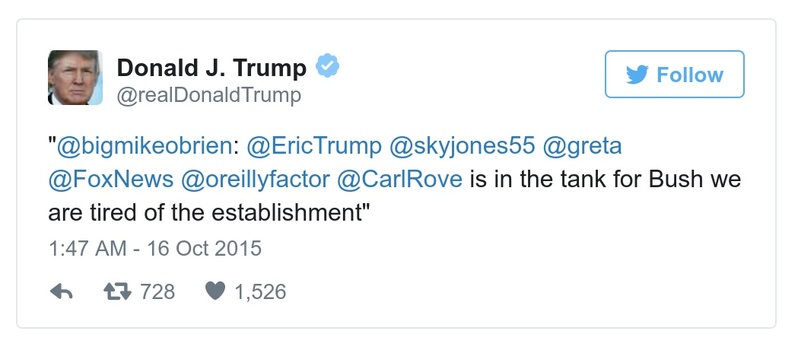 Donald J. Trump
@realDonaldTrump
Follow
"@bigmikeobrien: @EricTrump @skyjones55 @greta
@FoxNews @oreillyfactor @CarlRove is in the tank for Bush we
are tired of the establishment"
1:47 AM - 16 Oct 2015
728 1,526